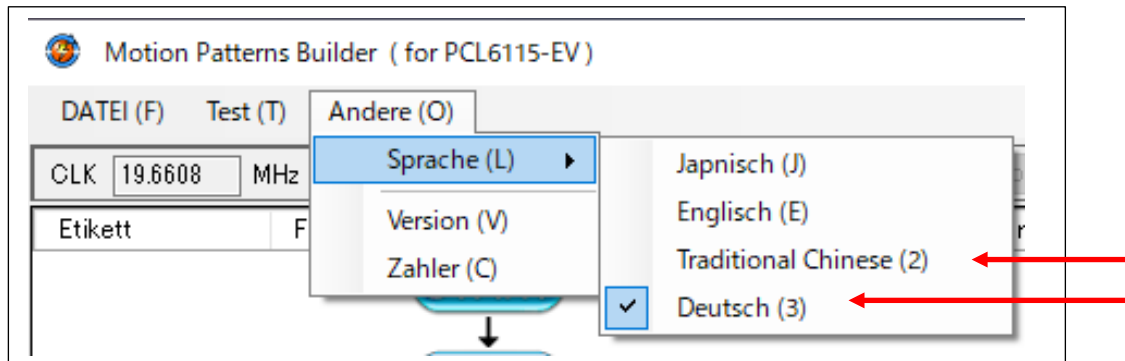 Motion Patterns Builder ( for PCL6115-EV )
DATEI (F) Test (T) Andere (O)
CLK 19.6608 MHz
Sprache (L)
Japnisch (J)
Etikett F
Version (V)
Englisch (E)
Zahler (C)
Traditional Chinese (2)
Deutsch (3)